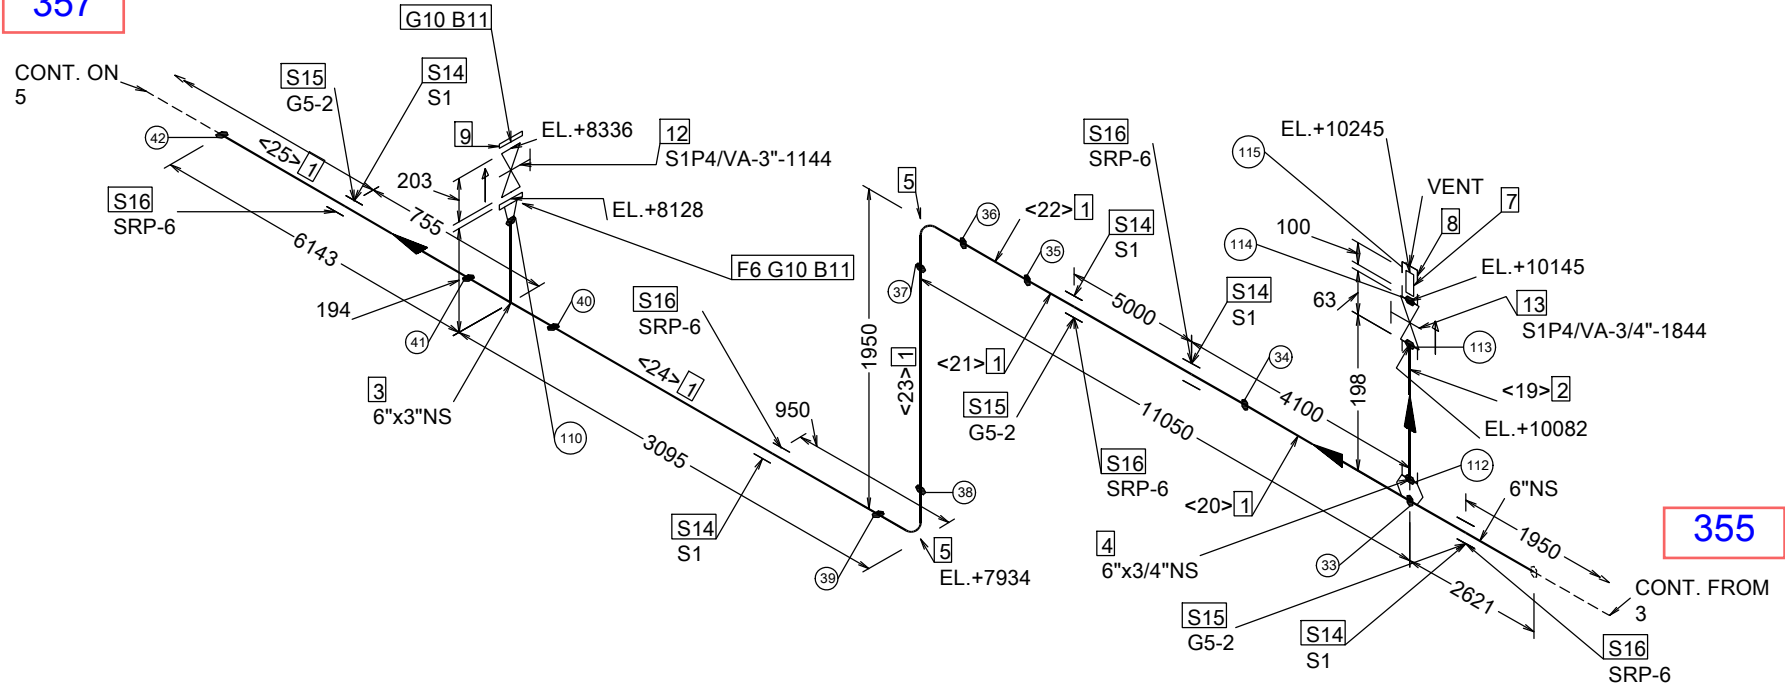 357
G10 B11
CONT. ON
5
S15
G5-2
S14
S1
9
EL.+8336
12
S1P4/VA-3"-1144
42
<25> 1
203
755
EL.+8128
S16
SRP-6
6143
F6 G10 B11
194
41
40
S16
SRP-6
3
6"x3"NS
110
<24> 1
3095
950
S14
S1
39
38
5
EL.+7934
1950
<23> 1
37
5
36
<22> 1
35
S14
S1
S16
SRP-6
5000
S14
S1
<21> 1
S15
G5-2
34
4100
11050
S16
SRP-6
<20> 1
EL.+10245
115
VENT
7
8
114
100
EL.+10145
63
13
S1P4/VA-3/4"-1844
113
198
<19> 2
EL.+10082
112
6"NS
4
6"x3/4"NS
33
1950
355
2621
CONT. FROM
3
S15
G5-2
S14
S1
S16
SRP-6